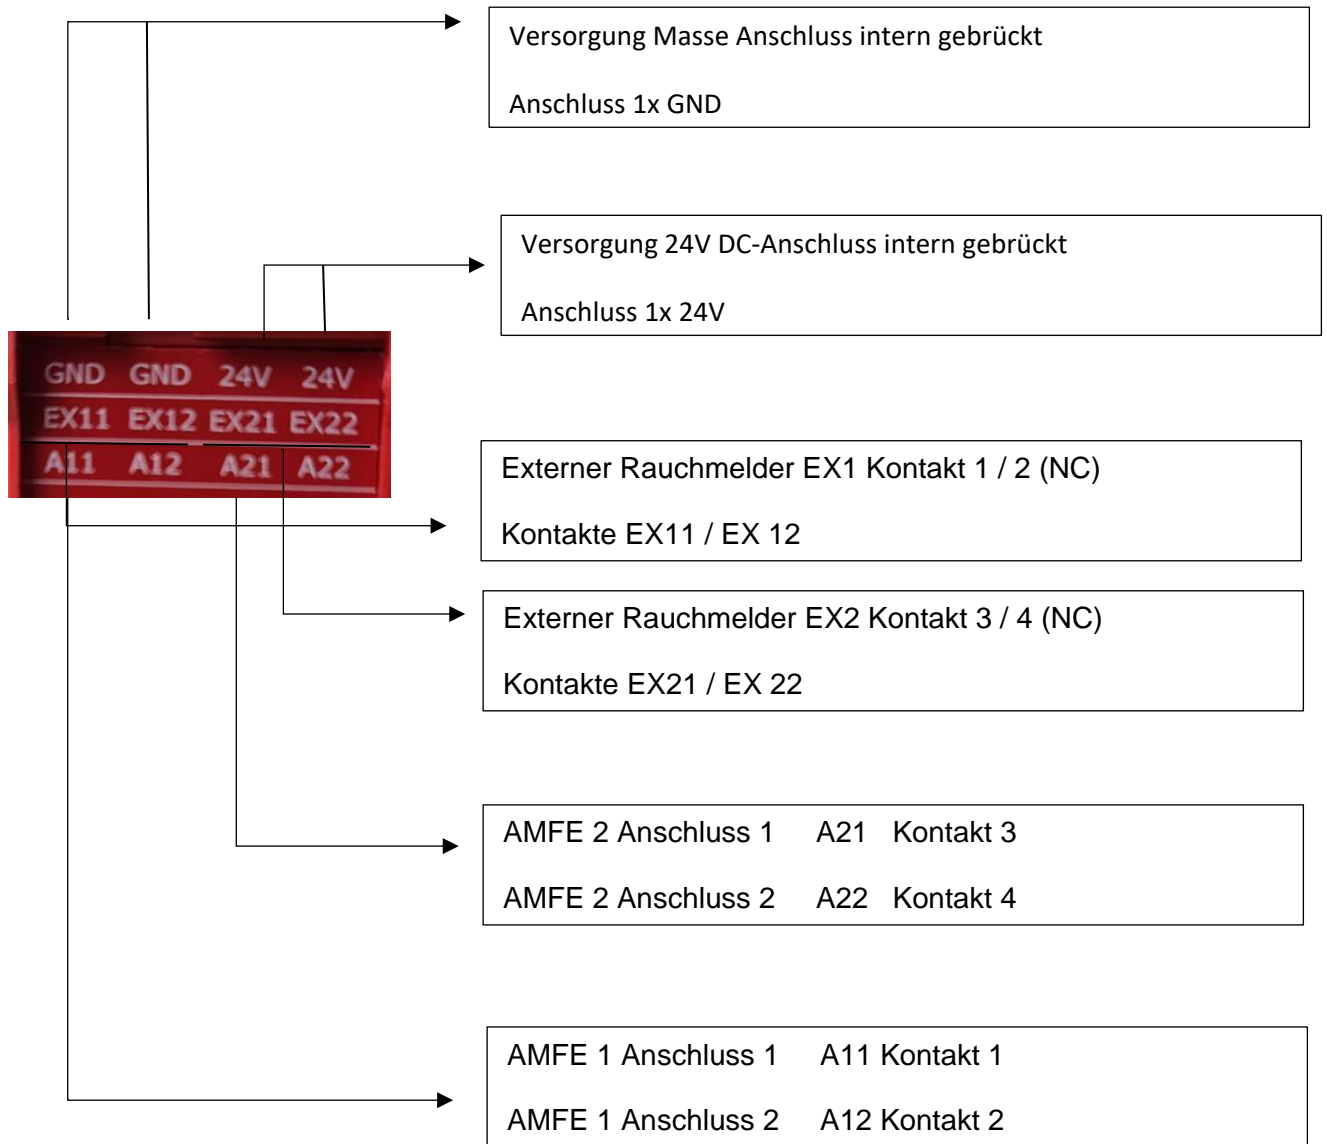 Versorgung Masse Anschluss intern gebrückt
Anschluss 1x GND
Versorgung 24V DC-Anschluss intern gebrückt
Anschluss 1x 24V
GND GND 24V 24V
EX11 EX12 EX21 EX22
A11 A12 A21 A22
Externer Rauchmelder EX1 Kontakt 1 / 2 (NC)
Kontakte EX11 / EX 12
Externer Rauchmelder EX2 Kontakt 3 / 4 (NC)
Kontakte EX21 / EX 22
AMFE 2 Anschluss 1 A21 Kontakt 3
AMFE 2 Anschluss 2 A22 Kontakt 4
AMFE 1 Anschluss 1 A11 Kontakt 1
AMFE 1 Anschluss 2 A12 Kontakt 2